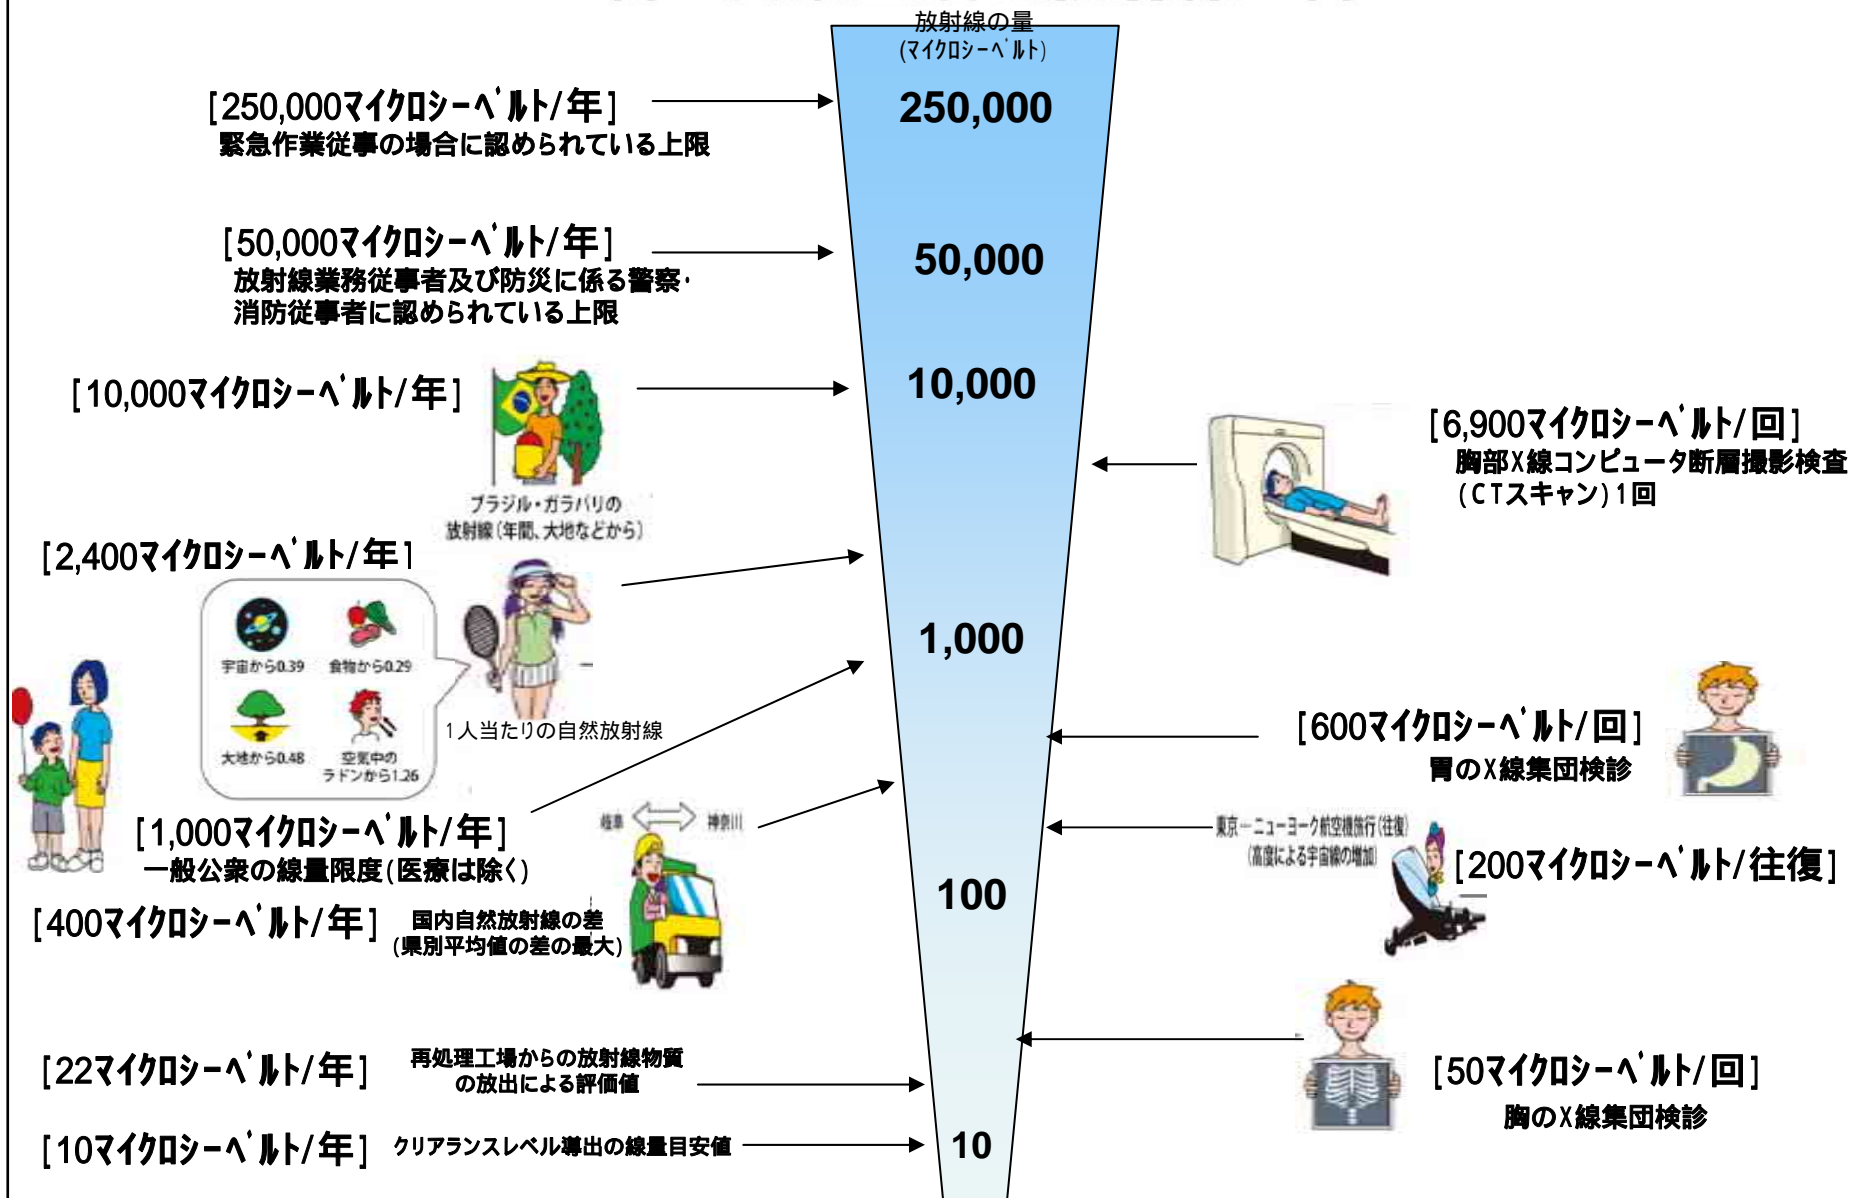 放射線の量
(マイクロシーベルト)
[250,000マイクロシーベルト/年]
緊急作業従事の場合に認められている上限
250,000
[50,000マイクロシーベルト/年]
放射線業務従事者及び防災に係る警察・
消防従事者に認められている上限
50,000
[10,000マイクロシーベルト/年]
ブラジル・ガラパリの
放射線(年間、大地などから)
10,000
[6,900マイクロシーベルト/回]
胸部X線コンピュータ断層撮影検査
(CTスキャン)1回
[2,400マイクロシーベルト/年]
宇宙から0.39
食物から0.29
大地から0.48
空気中の
ラドンから1.26
1人当たりの自然放射線
1,000
[1,000マイクロシーベルト/年]
一般公衆の線量限度(医療は除く)
[600マイクロシーベルト/回]
胃のX線集団検診
岐阜
神奈川
[400マイクロシーベルト/年]
国内自然放射線の差
(県別平均値の差の最大)
東京ーニューヨーク航空機旅行(往復)
(高度による宇宙線の増加)
[200マイクロシーベルト/往復]
100
[50マイクロシーベルト/回]
胸のX線集団検診
[22マイクロシーベルト/年]
再処理工場からの放射線物質
の放出による評価値
[10マイクロシーベルト/年]
クリアランスレベル導出の線量目安値
10